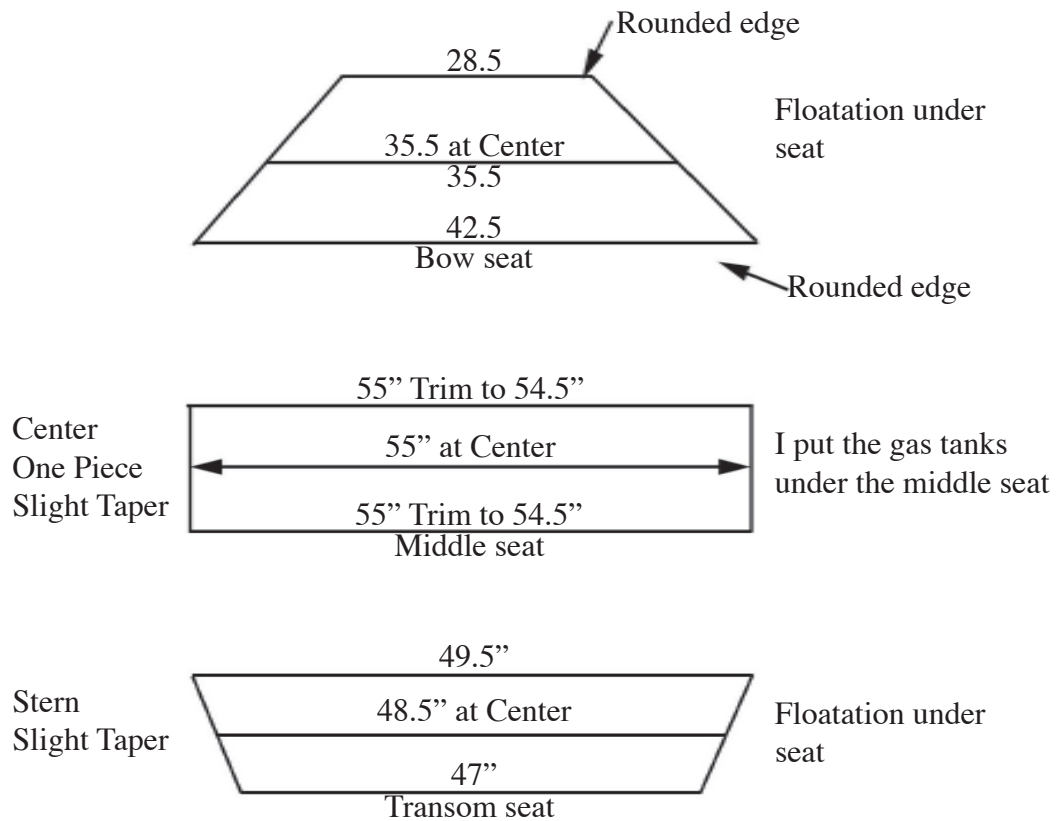 Rounded edge
28.5
Floatation under
seat
35.5 at Center
35.5
42.5
Bow seat
Rounded edge
55” Trim to 54.5”
Center
One Piece
Slight Taper
55” at Center
I put the gas tanks
under the middle seat
55” Trim to 54.5”
Middle seat
49.5”
Stern
Slight Taper
48.5” at Center
Floatation under
seat
47”
Transom seat